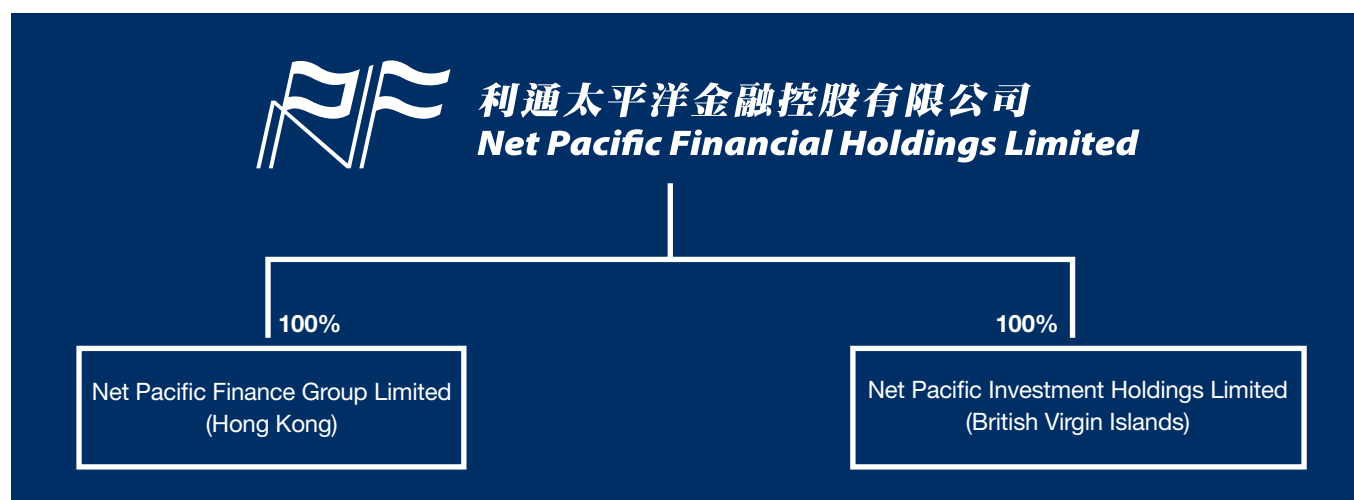 利通太平洋金融控股有限公司
Net Pacific Financial Holdings Limited
100%
100%
Net Pacific Finance Group Limited
(Hong Kong)
Net Pacific Investment Holdings Limited
(British Virgin Islands)